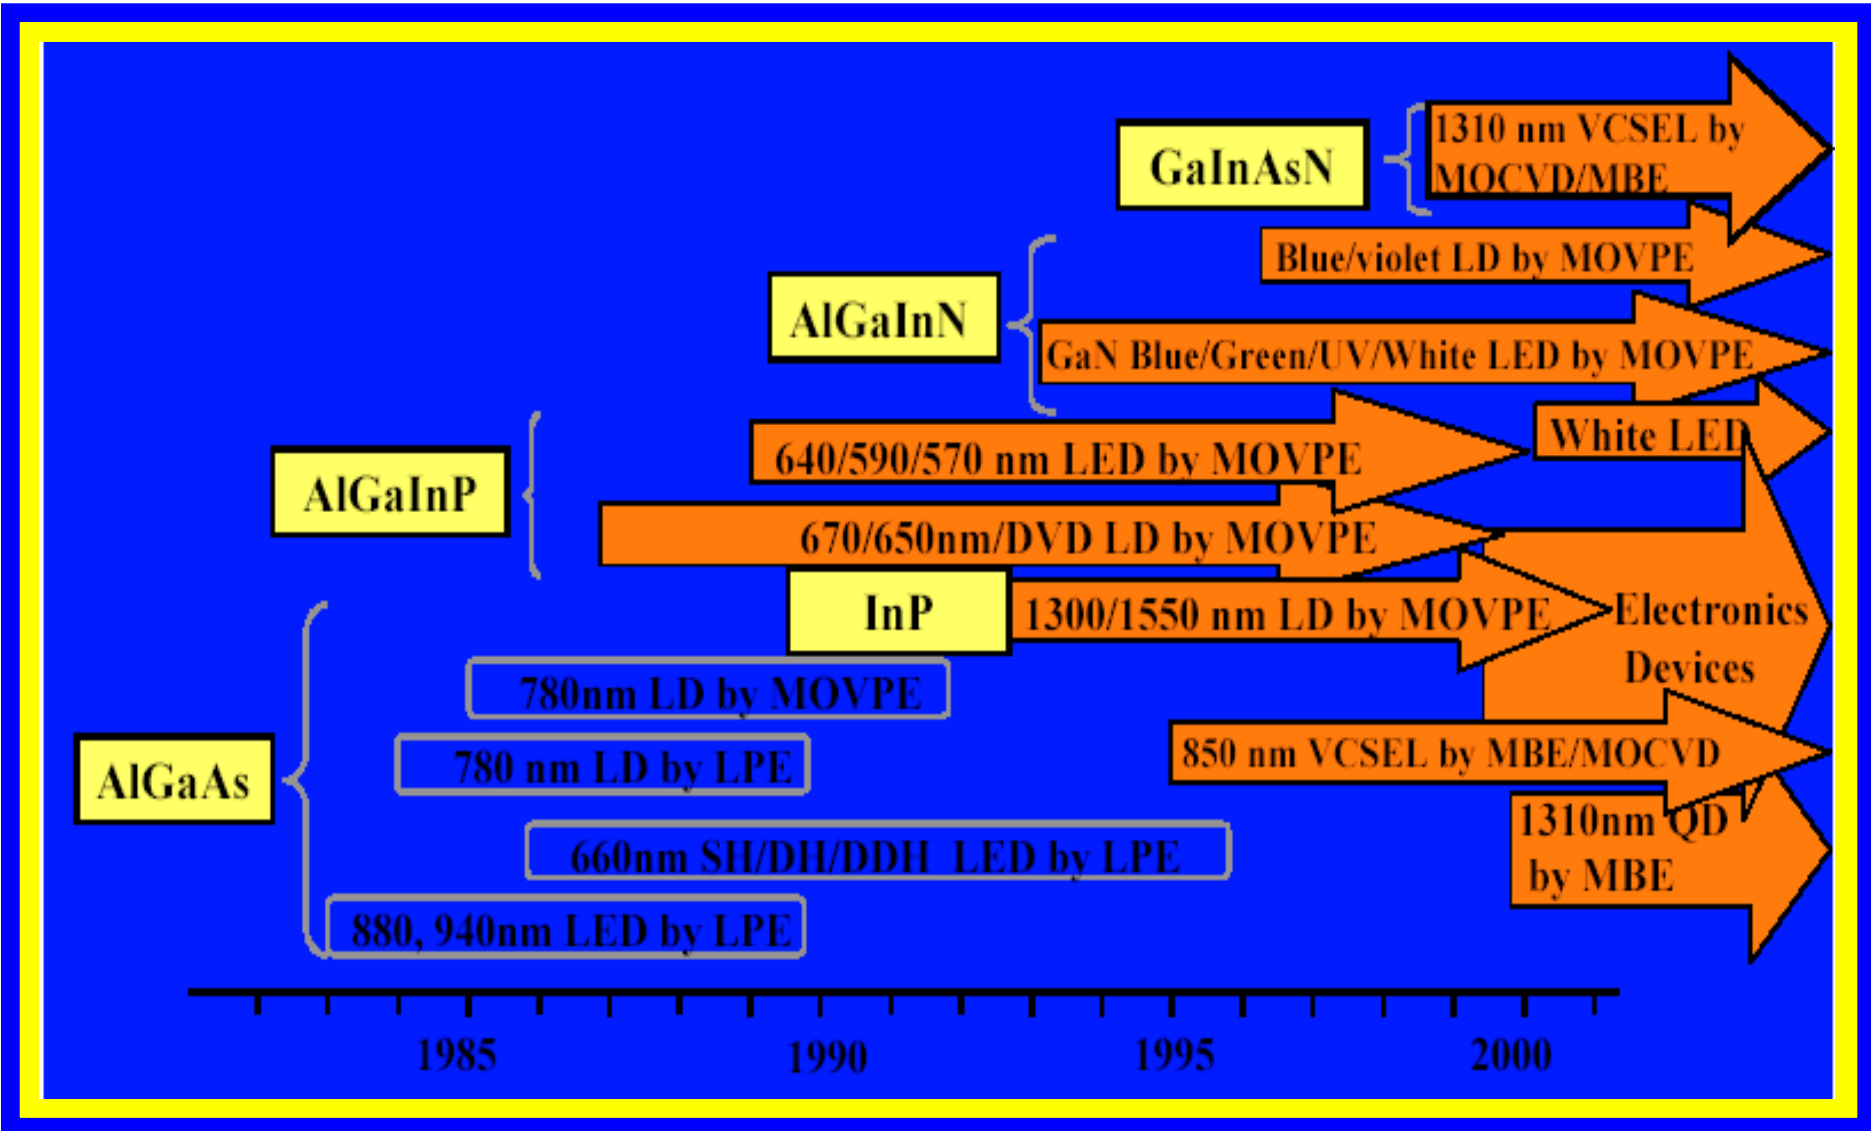 GaInAsN
1310 nm VCSEL by
MOCVD/MBE
Blue/violet LD by MOVPE
AlGaInN
GaN Blue/Green/UV/White LED by MOVPE
White LED
640/590/570 nm LED by MOVPE
AlGaInP
670/650nm/DVD LD by MOVPE
InP
1300/1550 nm LD by MOVPE
Electronics
Devices
780nm LD by MOVPE
850 nm VCSEL by MBE/MOCVD
780 nm LD by LPE
AlGaAs
1310nm QD
by MBE
660nm SH/DH/DDH LED by LPE
880, 940nm LED by LPE
1985 1990 1995 2000